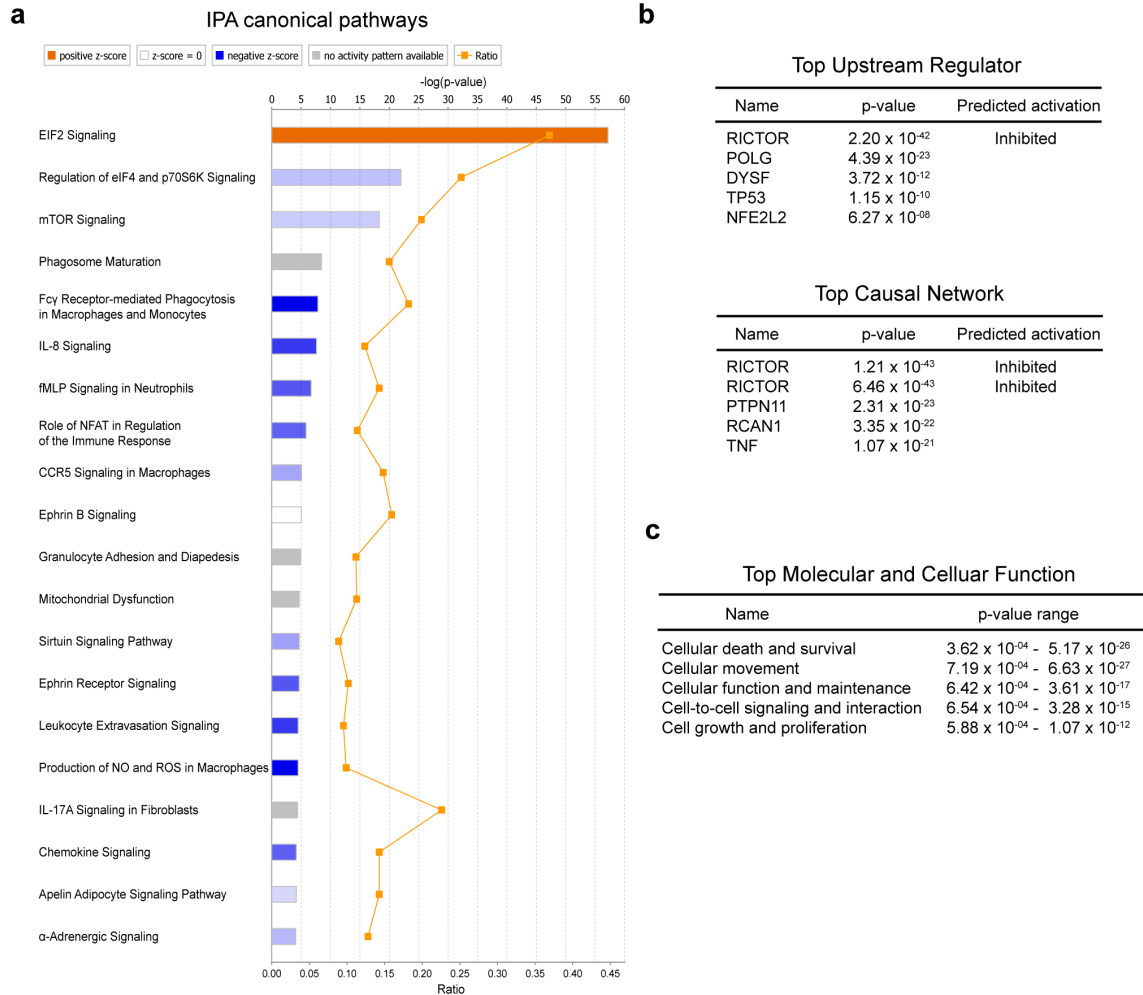 a
IPA canonical pathways
positive z-score z-score = 0 negative z-score no activity pattern available Ratio
-log(p-value)
0 5 10 15 20 25 30 35 40 45 50 55 60
EIF2 Signaling
Regulation of eIF4 and p70S6K Signaling
mTOR Signaling
Phagosome Maturation
Fcγ Receptor-mediated Phagocytosis
in Macrophages and Monocytes
IL-8 Signaling
fMLP Signaling in Neutrophils
Role of NFAT in Regulation
of the Immune Response
CCR5 Signaling in Macrophages
Ephrin B Signaling
Granulocyte Adhesion and Diapedesis
Mitochondrial Dysfunction
Sirtuin Signaling Pathway
Ephrin Receptor Signaling
Leukocyte Extravasation Signaling
Production of NO and ROS in Macrophages
IL-17A Signaling in Fibroblasts
Chemokine Signaling
Apelin Adipocyte Signaling Pathway
α-Adrenergic Signaling
0.00 0.05 0.10 0.15 0.20 0.25 0.30 0.35 0.40 0.45
Ratio
b
Top Upstream Regulator
Name p-value Predicted activation
RICTOR 2.20 x 10⁻⁴² Inhibited
POLG 4.39 x 10⁻²³
DYSF 3.72 x 10⁻¹²
TP53 1.15 x 10⁻¹⁰
NFE2L2 6.27 x 10⁻⁰⁸
Top Causal Network
Name p-value Predicted activation
RICTOR 1.21 x 10⁻⁴³ Inhibited
RICTOR 6.46 x 10⁻⁴³ Inhibited
PTPN11 2.31 x 10⁻²³
RCAN1 3.35 x 10⁻²²
TNF 1.07 x 10⁻²¹
c
Top Molecular and Celluar Function
Name p-value range
Cellular death and survival 3.62 x 10⁻⁰⁴ - 5.17 x 10⁻²⁶
Cellular movement 7.19 x 10⁻⁰⁴ - 6.63 x 10⁻²⁷
Cellular function and maintenance 6.42 x 10⁻⁰⁴ - 3.61 x 10⁻¹⁷
Cell-to-cell signaling and interaction 6.54 x 10⁻⁰⁴ - 3.28 x 10⁻¹⁵
Cell growth and proliferation 5.88 x 10⁻⁰⁴ - 1.07 x 10⁻¹²